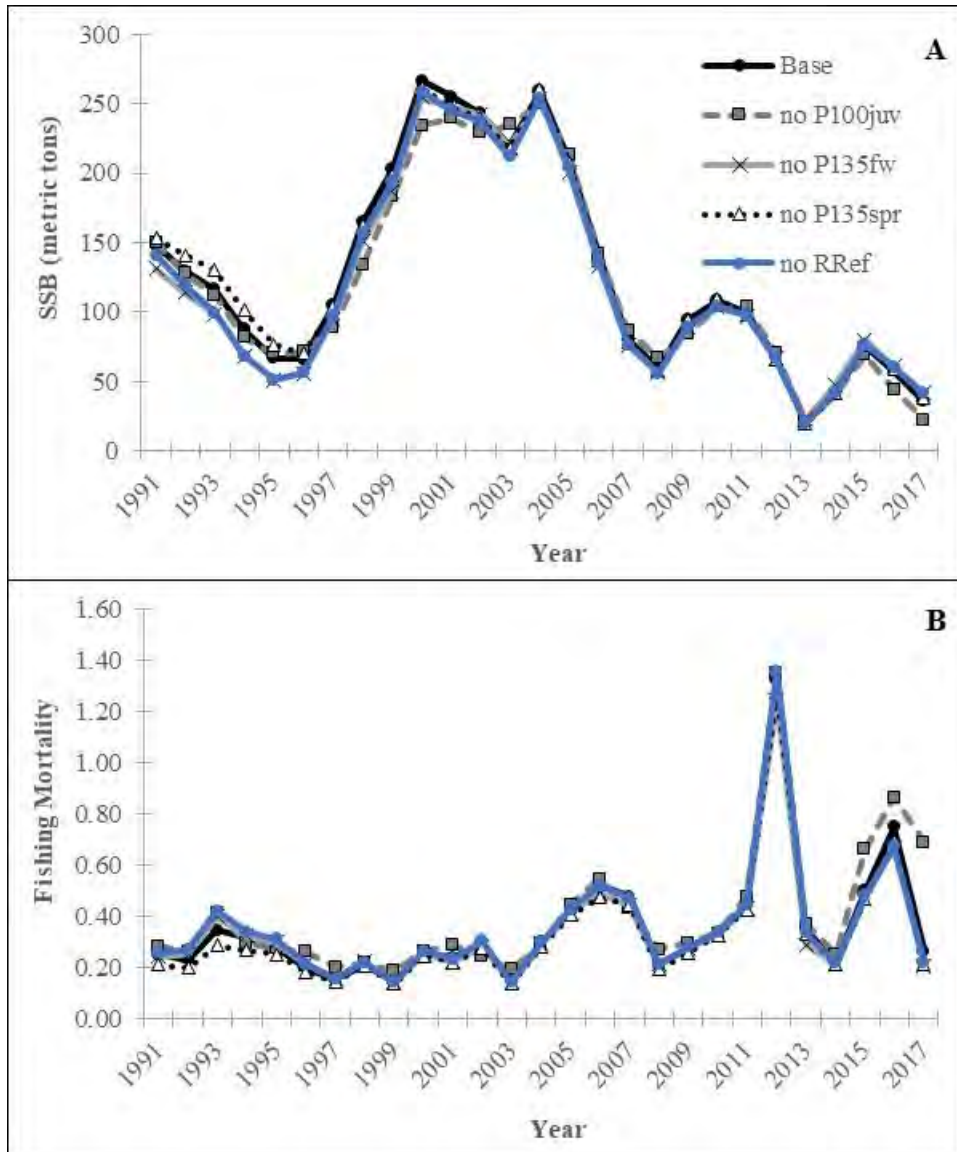 A
300
250
200
150
100
50
0
SSB (metric tons)
Base
no P100juv
no P135fw
no P135spr
no RRef
1991 1993 1995 1997 1999 2001 2003 2005 2007 2009 2011 2013 2015 2017
Year
B
1.60
1.40
1.20
1.00
0.80
0.60
0.40
0.20
0.00
Fishing Mortality
1991 1993 1995 1997 1999 2001 2003 2005 2007 2009 2011 2013 2015 2017
Year